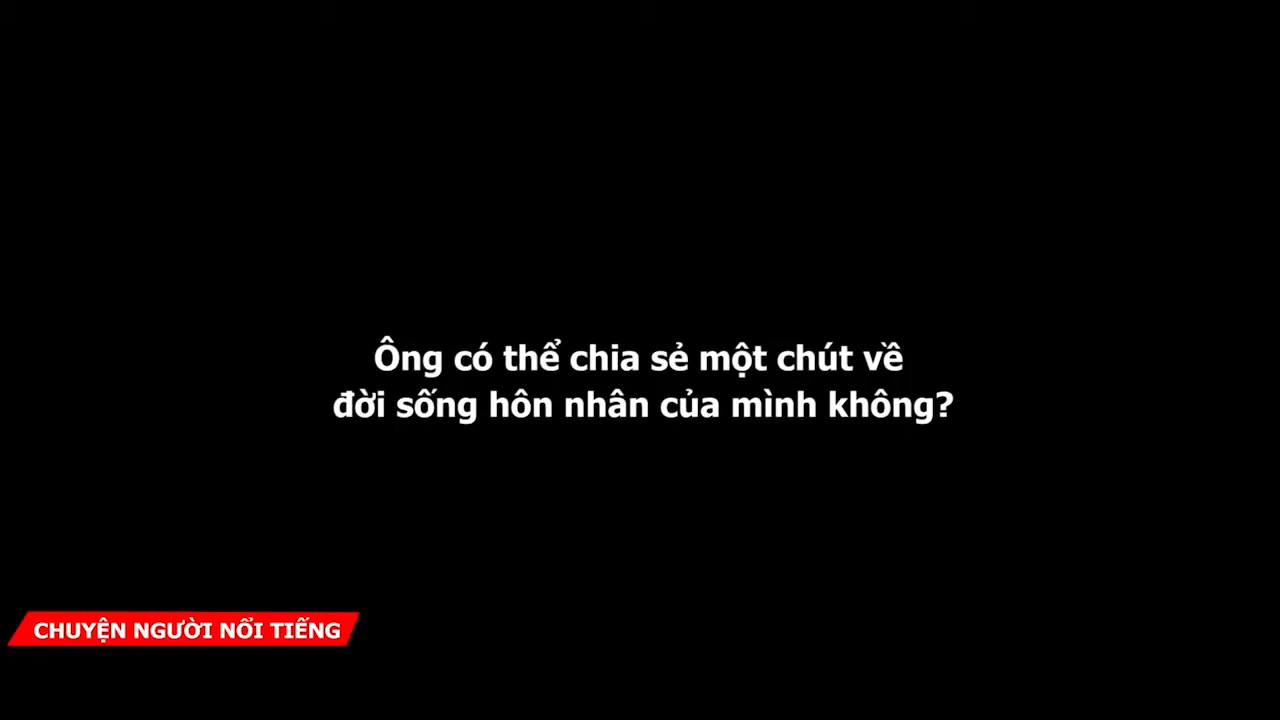 Ông có thể chia sẻ một chút về
đời sống hôn nhân của mình không?
CHUYỆN NGƯỜI NỔI TIẾNG